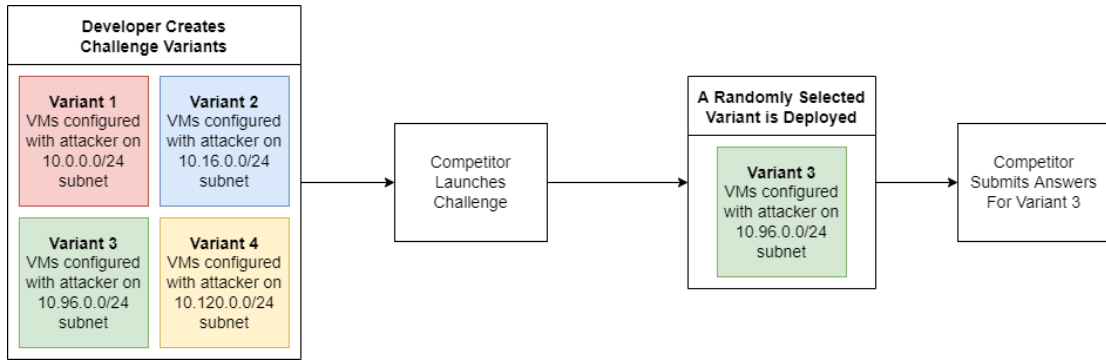 Developer Creates
Challenge Variants
Variant 1
VMs configured
with attacker on
10.0.0.0/24
subnet
Variant 2
VMs configured
with attacker on
10.16.0.0/24
subnet
Variant 3
VMs configured
with attacker on
10.96.0.0/24
subnet
Variant 4
VMs configured
with attacker on
10.120.0.0/24
subnet
Competitor
Launches
Challenge
A Randomly Selected
Variant is Deployed
Variant 3
VMs configured
with attacker on
10.96.0.0/24
subnet
Competitor
Submits Answers
For Variant 3